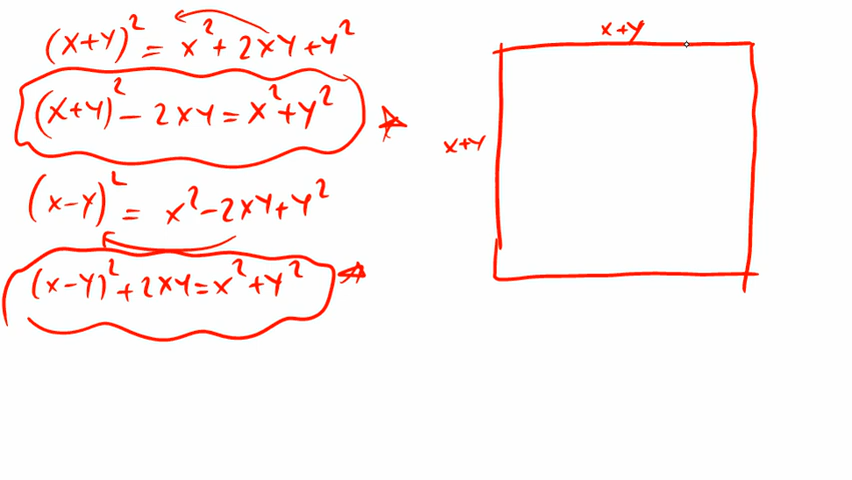 (x+y)² = x²+2xy+y²
(x+y)²-2xy=x²+y²
(x-y)² = x²-2xy+y²
(x-y)²+2xy=x²+y²
x+y
x+y